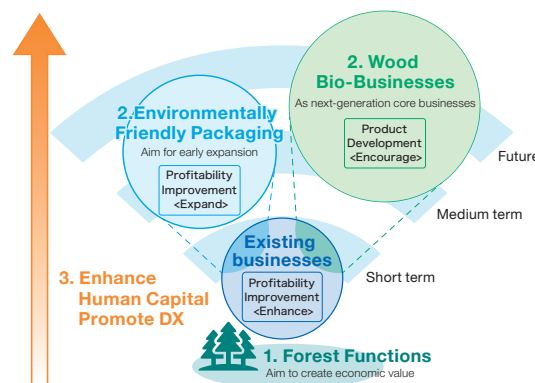 2. Wood
Bio-Businesses
As next-generation core businesses
Product
Development
<Encourage>
2.Environmentally
Friendly Packaging
Aim for early expansion
Profitability
Improvement
<Expand>
Future
Medium term
Short term
Existing
businesses
Profitability
Improvement
<Enhance>
3. Enhance
Human Capital
Promote DX
1. Forest Functions
Aim to create economic value